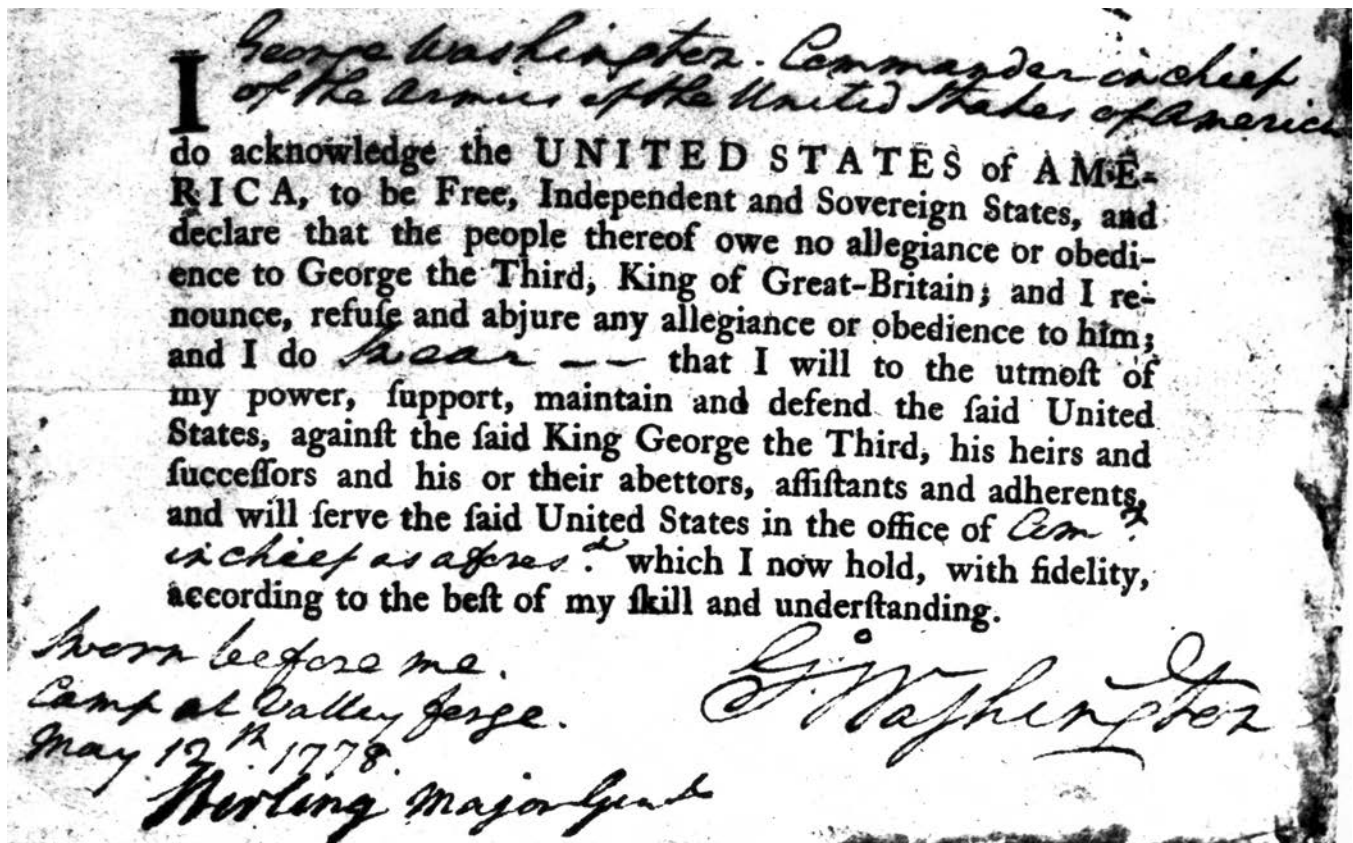 I George Washington. Commander in chief
of the Armies of the United States of America
do acknowledge the UNITED STATES of AME-
RICA, to be Free, Independent and Sovereign States, and
declare that the people thereof owe no allegiance or obedi-
ence to George the Third, King of Great-Britain; and I re-
nounce, refuſe and abjure any allegiance or obedience to him;
and I do Swear — — that I will to the utmoſt of
my power, ſupport, maintain and defend the ſaid United
States, againſt the ſaid King George the Third, his heirs and
ſucceſſors and his or their abettors, aſſiſtants and adherents,
and will ſerve the ſaid United States in the office of Com.r
in chief as afores.d which I now hold, with fidelity,
according to the beſt of my ſkill and underſtanding.
Sworn before me.
Go Waſhington
Camp at Valley forge.
May 12th. 1778.
Stirling Major Genl